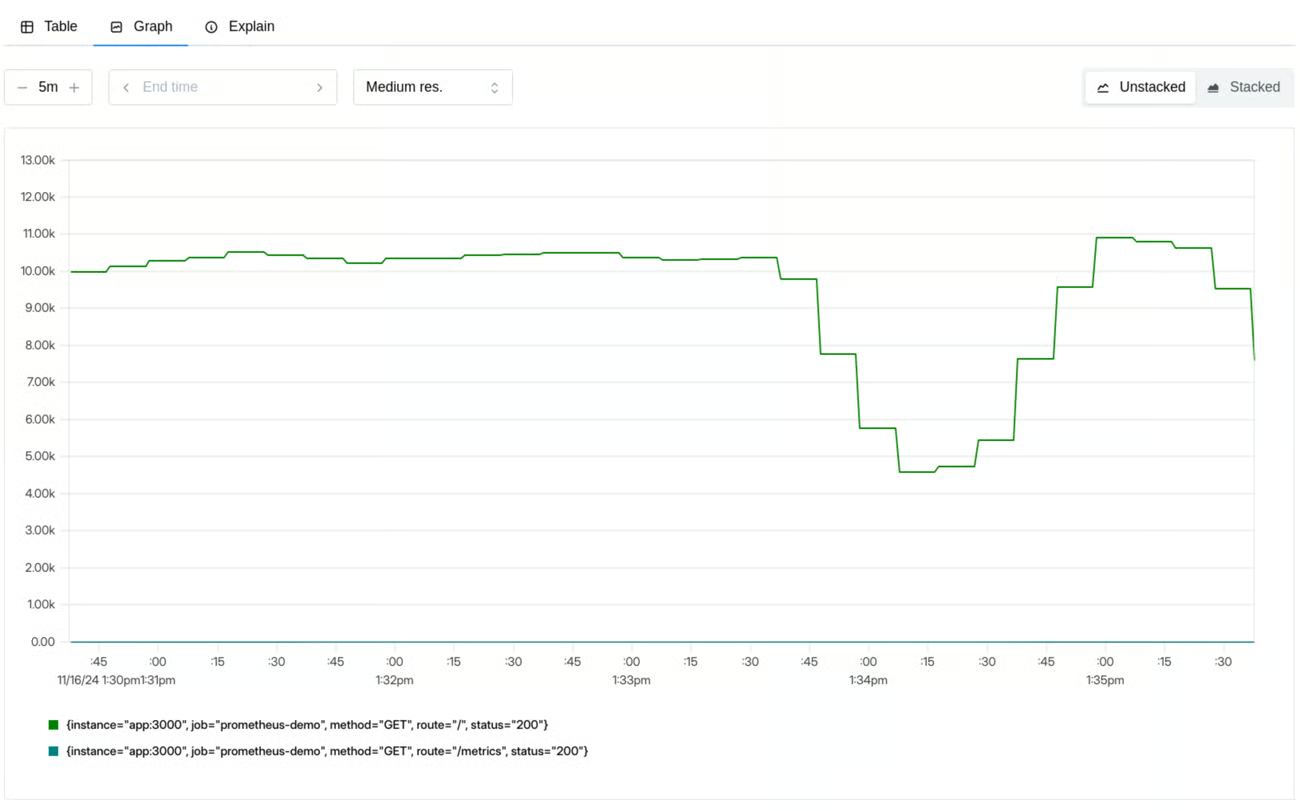 Table Graph Explain
5m End time Medium res. Unstacked Stacked
13.00k
12.00k
11.00k
10.00k
9.00k
8.00k
7.00k
6.00k
5.00k
4.00k
3.00k
2.00k
1.00k
0.00
:45 :00 :15 :30 :45 :00 :15 :30 :45 :00 :15 :30 :45 :00 :15 :30 :45 :00 :15 :30
11/16/24 1:30pm1:31pm 1:32pm 1:33pm 1:34pm 1:35pm
{instance="app:3000", job="prometheus-demo", method="GET", route="/", status="200"}
{instance="app:3000", job="prometheus-demo", method="GET", route="/metrics", status="200"}